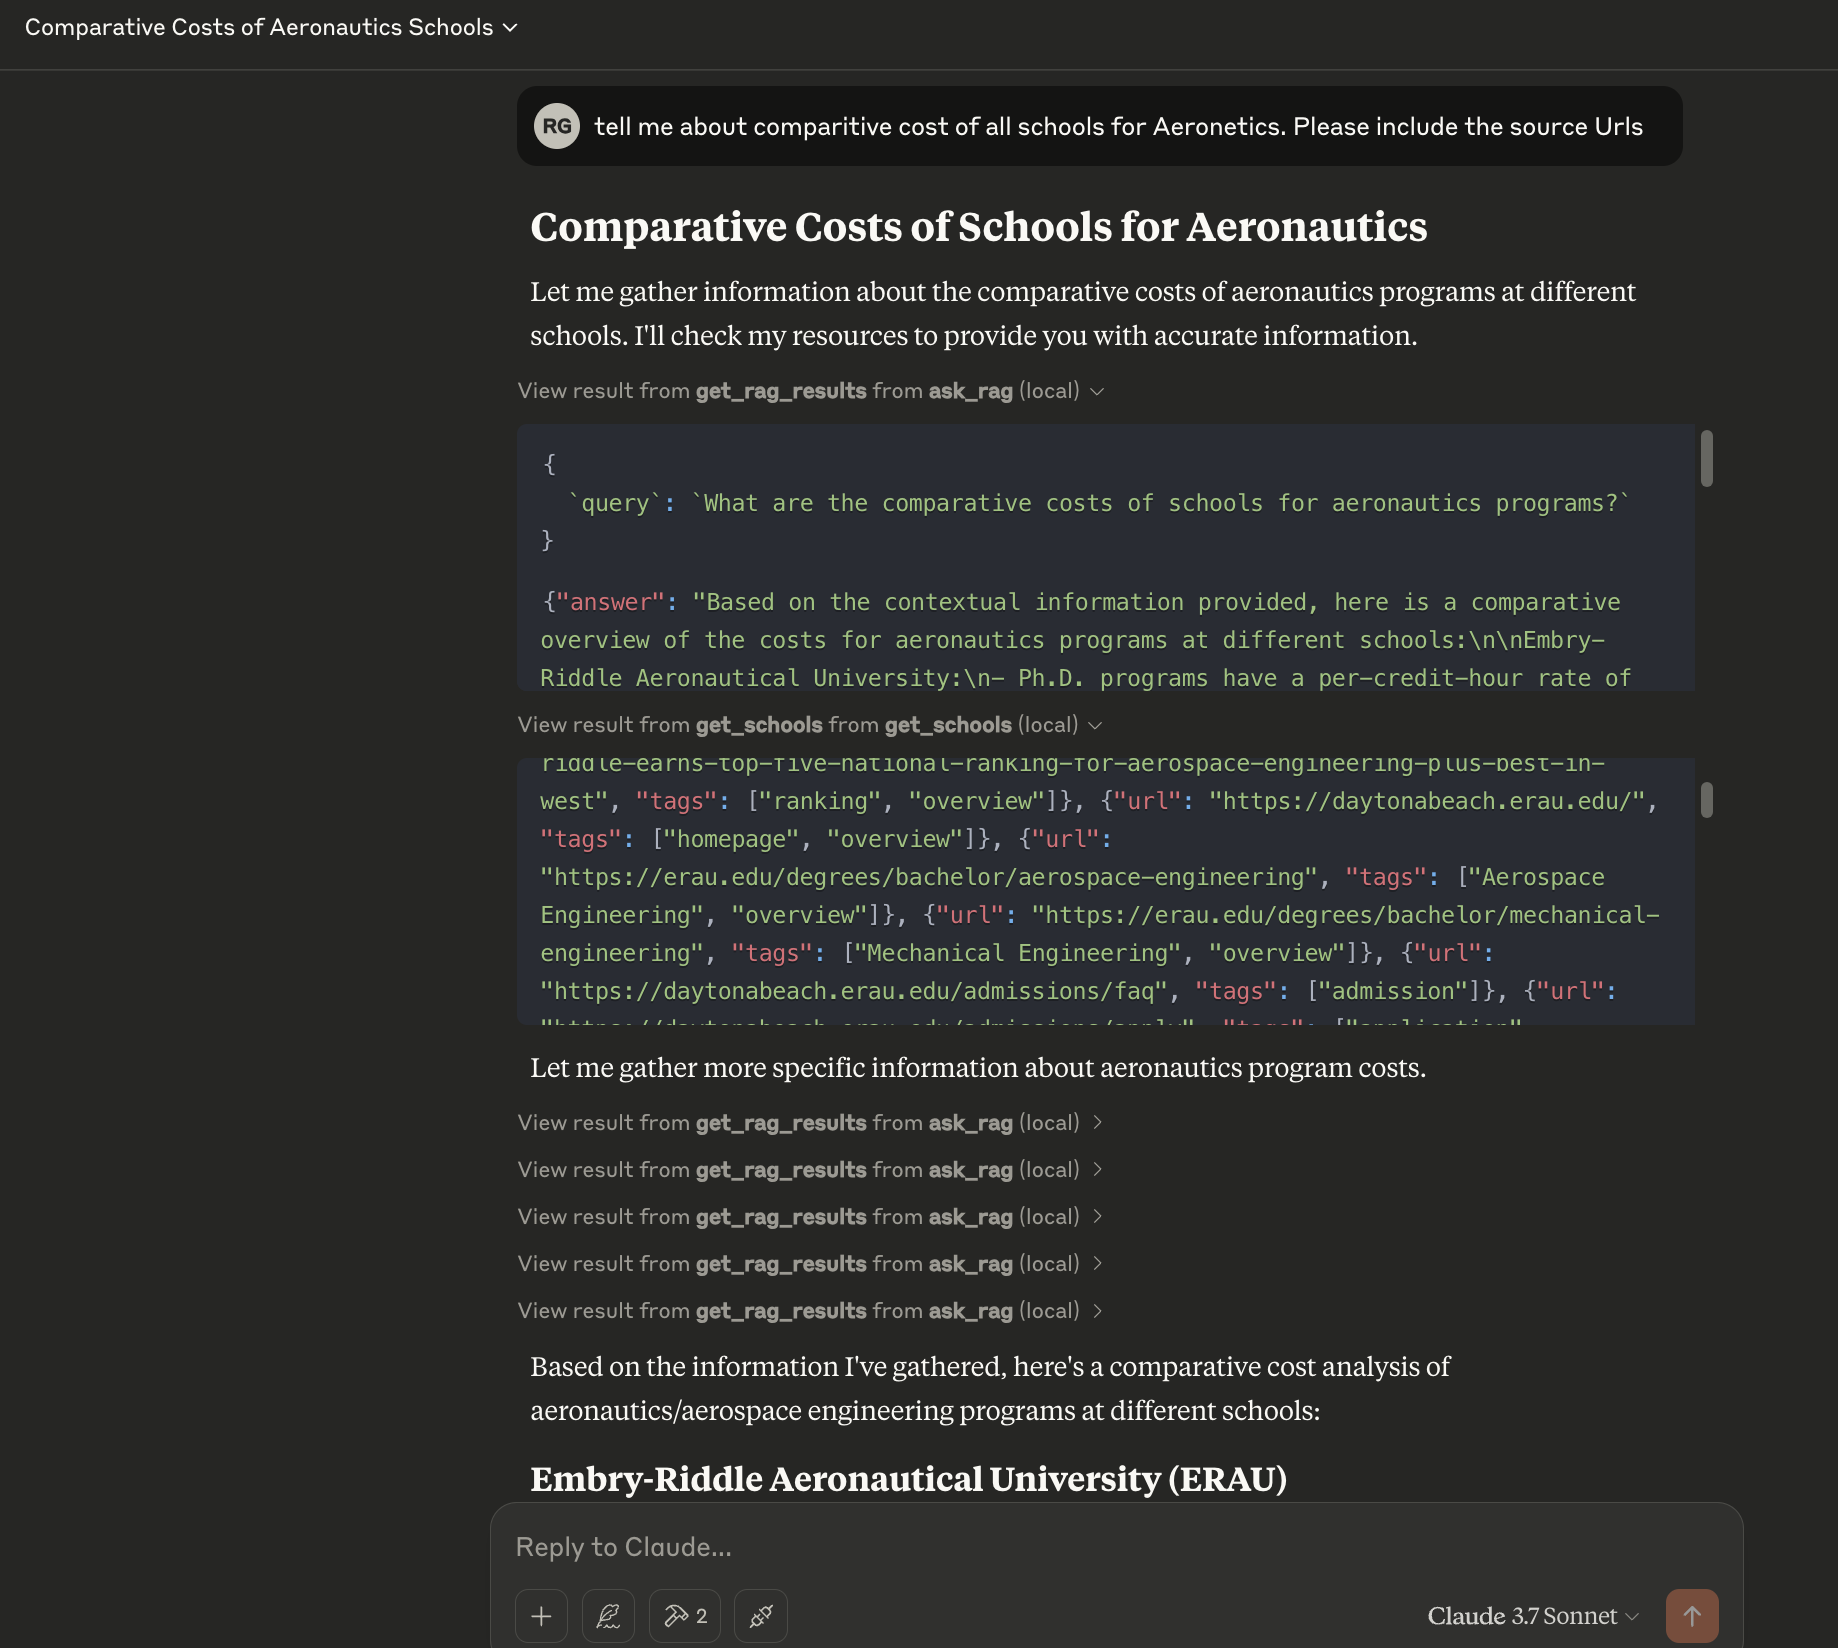 Comparative Costs of Aeronautics Schools
RG tell me about comparitive cost of all schools for Aeronetics. Please include the source Urls
Comparative Costs of Schools for Aeronautics
Let me gather information about the comparative costs of aeronautics programs at different
schools. I'll check my resources to provide you with accurate information.
View result from get_rag_results from ask_rag (local)
{
`query`: `What are the comparative costs of schools for aeronautics programs?`
}
{"answer": "Based on the contextual information provided, here is a comparative
overview of the costs for aeronautics programs at different schools:\n\nEmbry-
Riddle Aeronautical University:\n- Ph.D. programs have a per-credit-hour rate of
View result from get_schools from get_schools (local)
riddle-earns-top-five-national-ranking-for-aerospace-engineering-plus-best-in-
west", "tags": ["ranking", "overview"]}, {"url": "https://daytonabeach.erau.edu/",
"tags": ["homepage", "overview"]}, {"url":
"https://erau.edu/degrees/bachelor/aerospace-engineering", "tags": ["Aerospace
Engineering", "overview"]}, {"url": "https://erau.edu/degrees/bachelor/mechanical-
engineering", "tags": ["Mechanical Engineering", "overview"]}, {"url":
"https://daytonabeach.erau.edu/admissions/faq", "tags": ["admission"]}, {"url":
"https://daytonabeach.erau.edu/admissions/apply", "tags": ["application",
Let me gather more specific information about aeronautics program costs.
View result from get_rag_results from ask_rag (local)
View result from get_rag_results from ask_rag (local)
View result from get_rag_results from ask_rag (local)
View result from get_rag_results from ask_rag (local)
View result from get_rag_results from ask_rag (local)
Based on the information I've gathered, here's a comparative cost analysis of
aeronautics/aerospace engineering programs at different schools:
Embry-Riddle Aeronautical University (ERAU)
Reply to Claude...
2
Claude 3.7 Sonnet